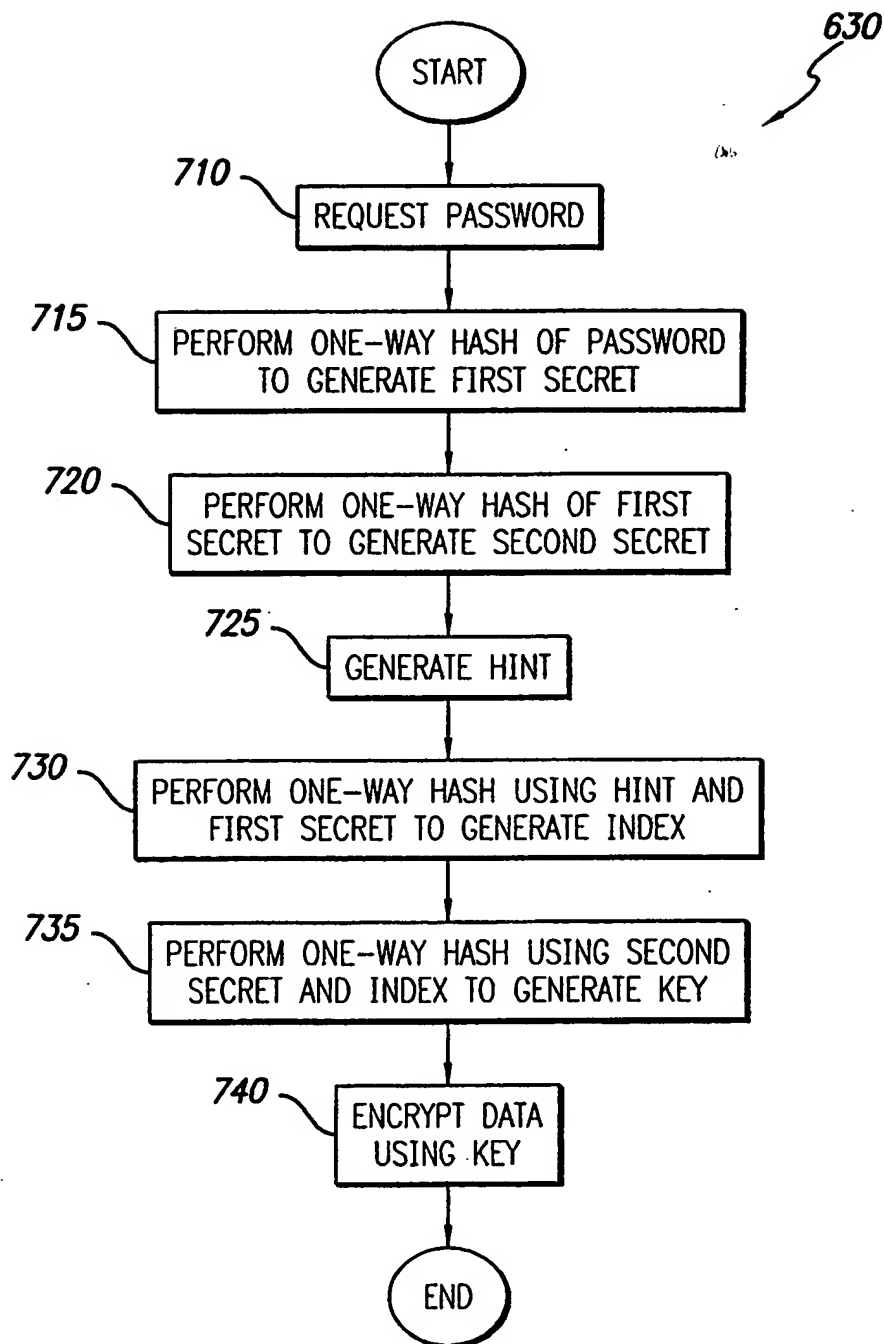 630
START
710
REQUEST PASSWORD
715
PERFORM ONE-WAY HASH OF PASSWORD
TO GENERATE FIRST SECRET
720
PERFORM ONE-WAY HASH OF FIRST
SECRET TO GENERATE SECOND SECRET
725
GENERATE HINT
730
PERFORM ONE-WAY HASH USING HINT AND
FIRST SECRET TO GENERATE INDEX
735
PERFORM ONE-WAY HASH USING SECOND
SECRET AND INDEX TO GENERATE KEY
740
ENCRYPT DATA
USING KEY
END